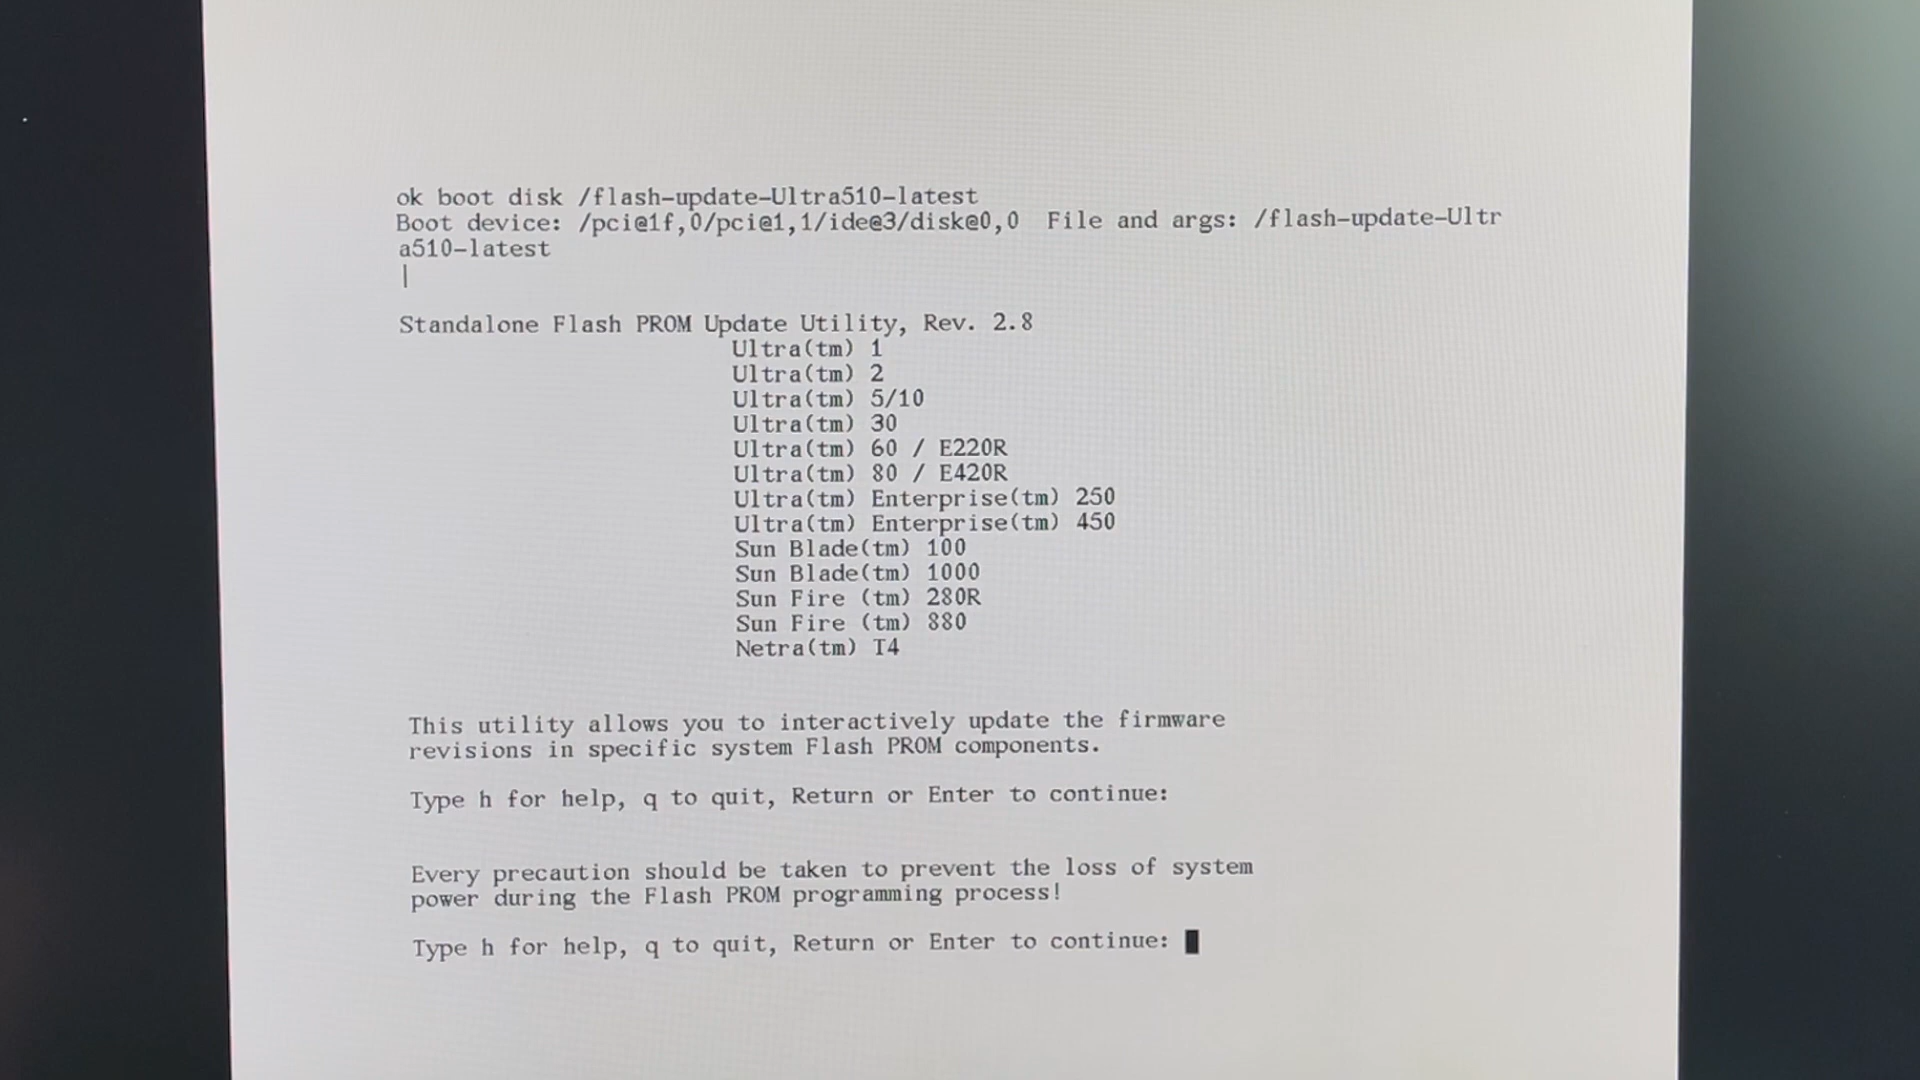 ok boot disk /flash-update-Ultra510-latest
Boot device: /pci@1f,0/pci@1,1/ide@3/disk@0,0  File and args: /flash-update-Ultr
a510-latest
|
Standalone Flash PROM Update Utility, Rev. 2.8
Ultra(tm) 1
Ultra(tm) 2
Ultra(tm) 5/10
Ultra(tm) 30
Ultra(tm) 60 / E220R
Ultra(tm) 80 / E420R
Ultra(tm) Enterprise(tm) 250
Ultra(tm) Enterprise(tm) 450
Sun Blade(tm) 100
Sun Blade(tm) 1000
Sun Fire (tm) 280R
Sun Fire (tm) 880
Netra(tm) T4
This utility allows you to interactively update the firmware
revisions in specific system Flash PROM components.
Type h for help, q to quit, Return or Enter to continue:
Every precaution should be taken to prevent the loss of system
power during the Flash PROM programming process!
Type h for help, q to quit, Return or Enter to continue: